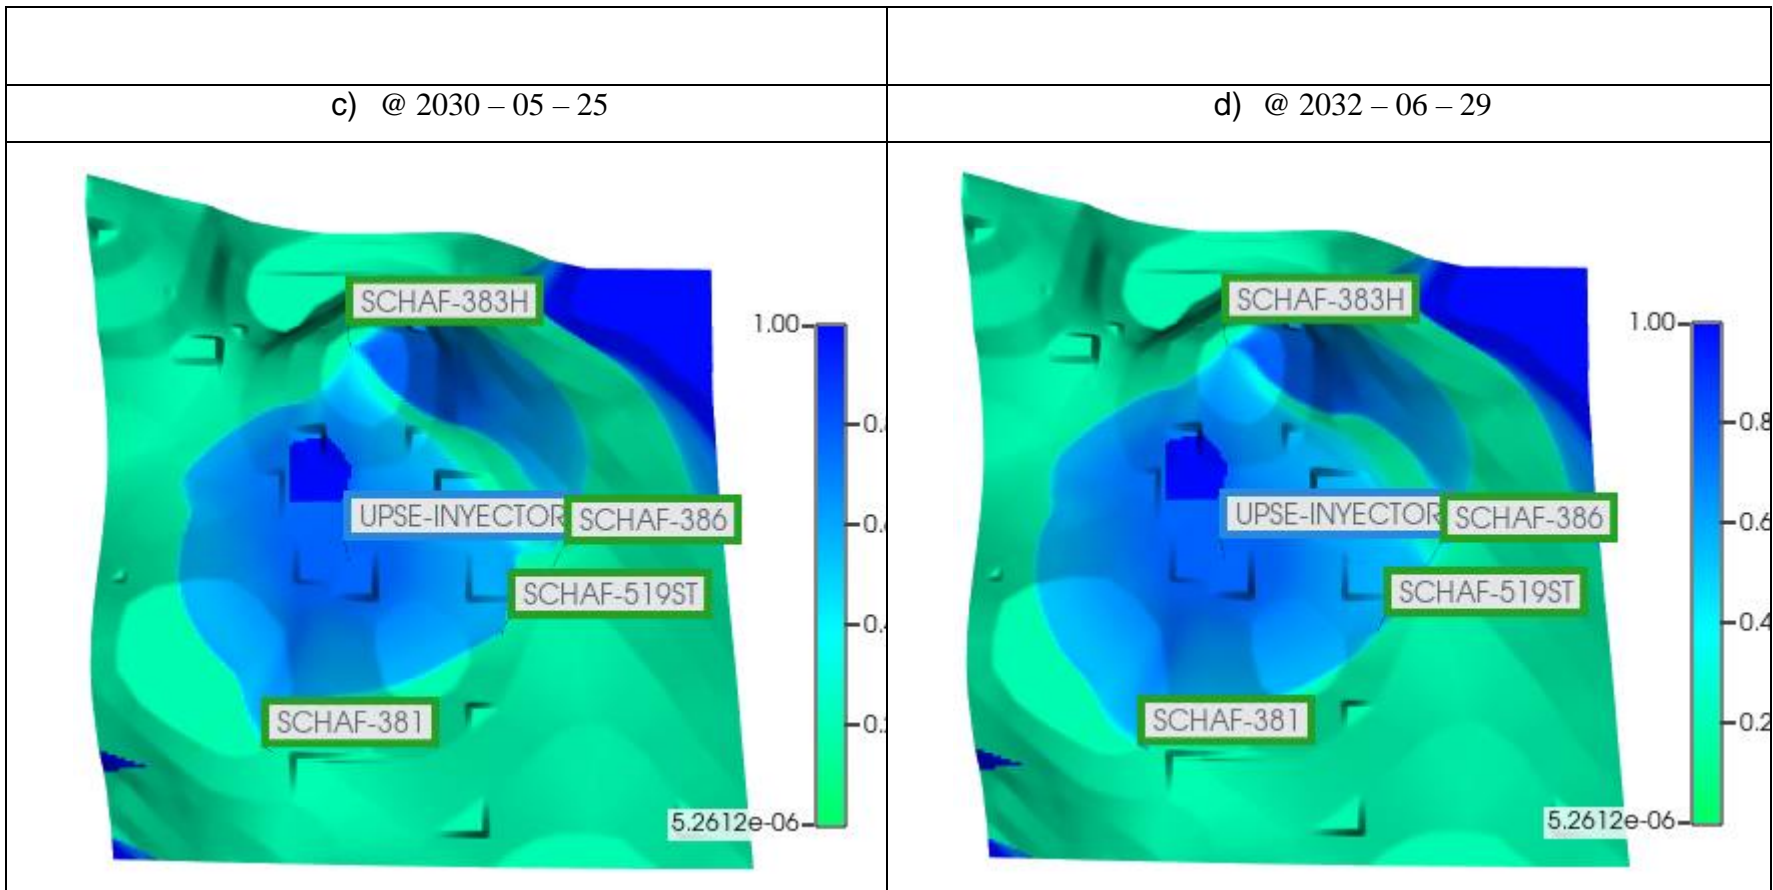 c) @ 2030 – 05 – 25
d) @ 2032 – 06 – 29
SCHAF-383H
1.00
UPSE-INYECTOR
SCHAF-386
SCHAF-519ST
SCHAF-381
5.2612e-06
SCHAF-383H
1.00
0.8
UPSE-INYECTOR
SCHAF-386
0.6
SCHAF-519ST
0.4
SCHAF-381
0.2
5.2612e-06